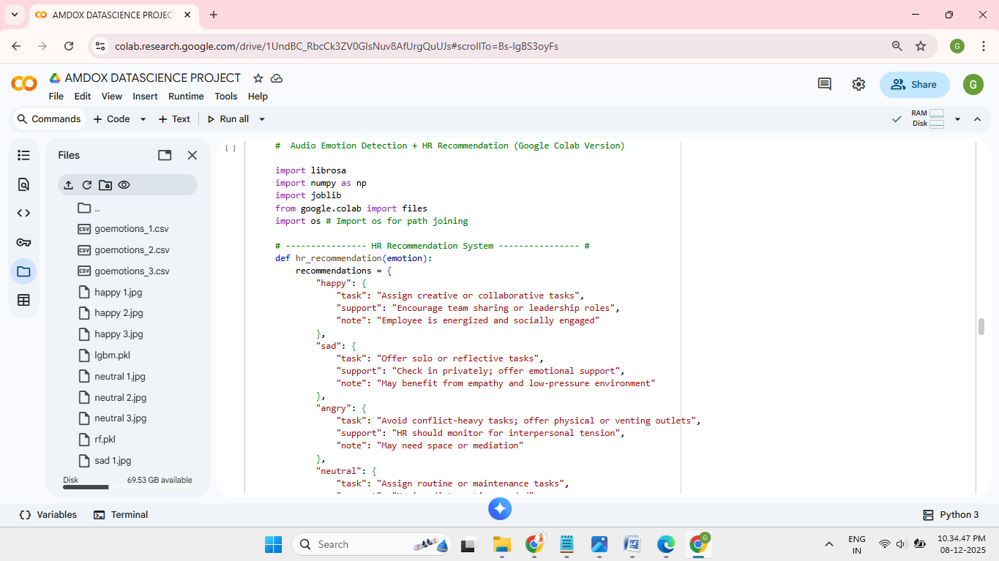 AMDOX DATASCIENCE PROJECT
colab.research.google.com/drive/1UndBC_RbcCk3ZV0GIsNuv8AfUrgQuUJs#scrollTo=Bs-IgBS3oyFs
G
AMDOX DATASCIENCE PROJECT
File Edit View Insert Runtime Tools Help
Share
G
Commands + Code + Text Run all
RAM
Disk
Files
..
goemotions_1.csv
goemotions_2.csv
goemotions_3.csv
happy 1.jpg
happy 2.jpg
happy 3.jpg
lgbm.pkl
neutral 1.jpg
neutral 2.jpg
neutral 3.jpg
rf.pkl
sad 1.jpg
Disk 69.53 GB available
[ ]
# Audio Emotion Detection + HR Recommendation (Google Colab Version)
import librosa
import numpy as np
import joblib
from google.colab import files
import os # Import os for path joining
# ---------------- HR Recommendation System ---------------- #
def hr_recommendation(emotion):
recommendations = {
"happy": {
"task": "Assign creative or collaborative tasks",
"support": "Encourage team sharing or leadership roles",
"note": "Employee is energized and socially engaged"
},
"sad": {
"task": "Offer solo or reflective tasks",
"support": "Check in privately; offer emotional support",
"note": "May benefit from empathy and low-pressure environment"
},
"angry": {
"task": "Avoid conflict-heavy tasks; offer physical or venting outlets",
"support": "HR should monitor for interpersonal tension",
"note": "May need space or mediation"
},
"neutral": {
"task": "Assign routine or maintenance tasks",
Variables Terminal
Python 3
Search
ENG
IN
10.34.47 PM
08-12-2025